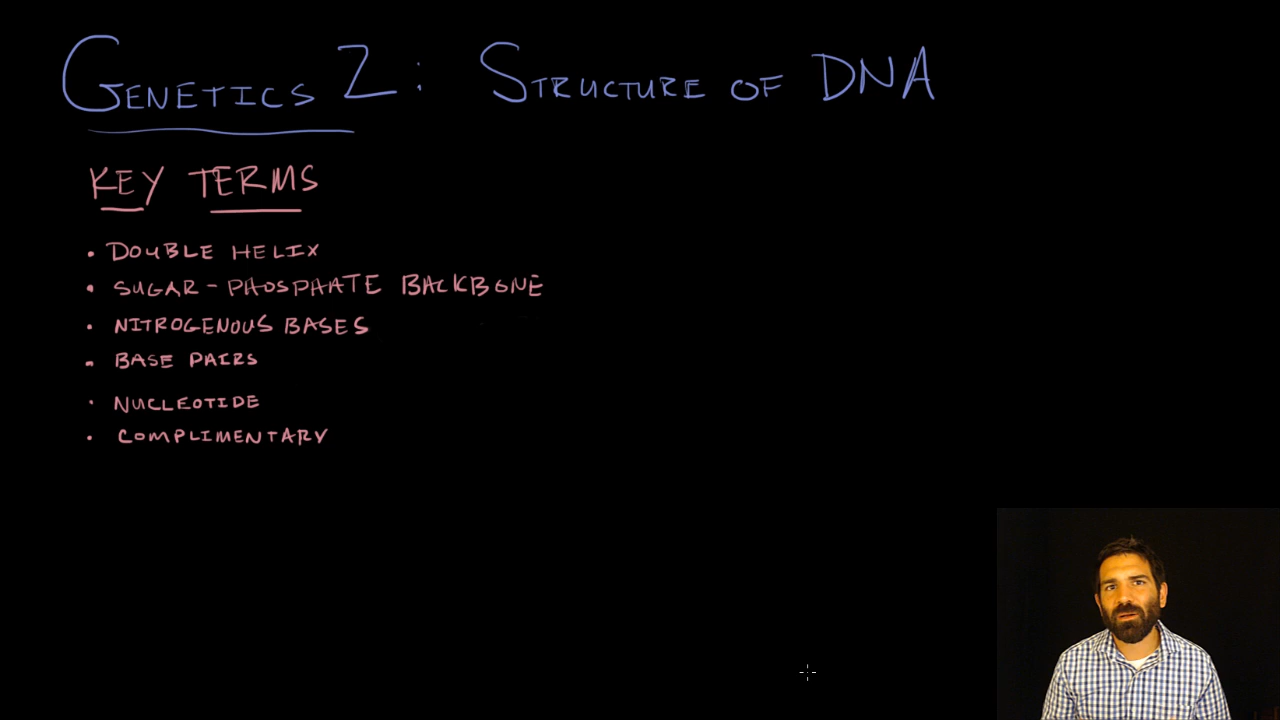 GENETICS 2: STRUCTURE OF DNA
KEY TERMS
• DOUBLE HELIX
• SUGAR-PHOSPHATE BACKBONE
• NITROGENOUS BASES
• BASE PAIRS
• NUCLEOTIDE
• COMPLIMENTARY